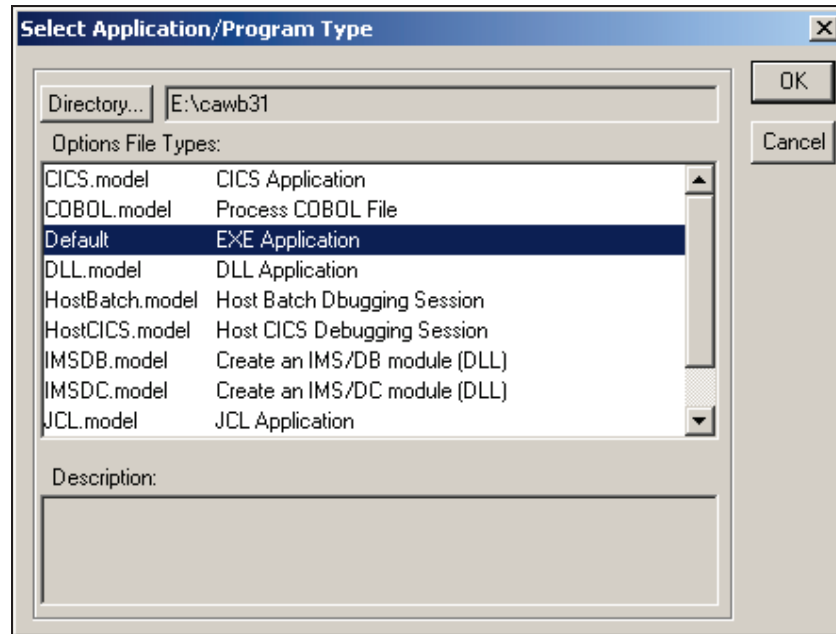 Select Application/Program Type
OK
Directory... E:\cawb31
Cancel
Options File Types:
CICS.model CICS Application
COBOL.model Process COBOL File
Default EXE Application
DLL.model DLL Application
HostBatch.model Host Batch Dbugging Session
HostCICS.model Host CICS Debugging Session
IMSDB.model Create an IMS/DB module (DLL)
IMSDC.model Create an IMS/DC module (DLL)
JCL.model JCL Application
Description: